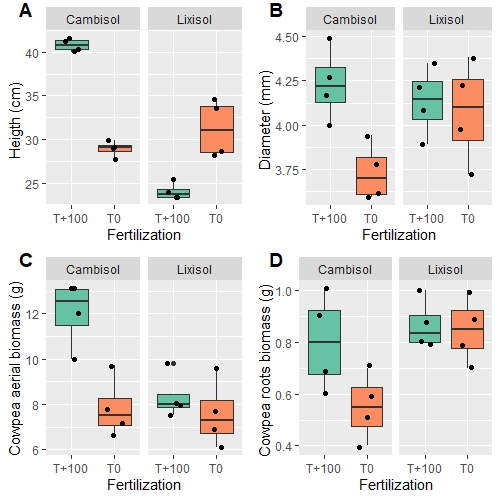 A
Cambisol Lixisol
Heigth (cm)
40
35
30
25
T+100 T0 T+100 T0
Fertilization
B
Cambisol Lixisol
Diameter (mm)
4.50
4.25
4.00
3.75
T+100 T0 T+100 T0
Fertilization
C
Cambisol Lixisol
Cowpea aerial biomass (g)
12
10
8
6
T+100 T0 T+100 T0
Fertilization
D
Cambisol Lixisol
Cowpea roots biomass (g)
1.0
0.8
0.6
0.4
T+100 T0 T+100 T0
Fertilization